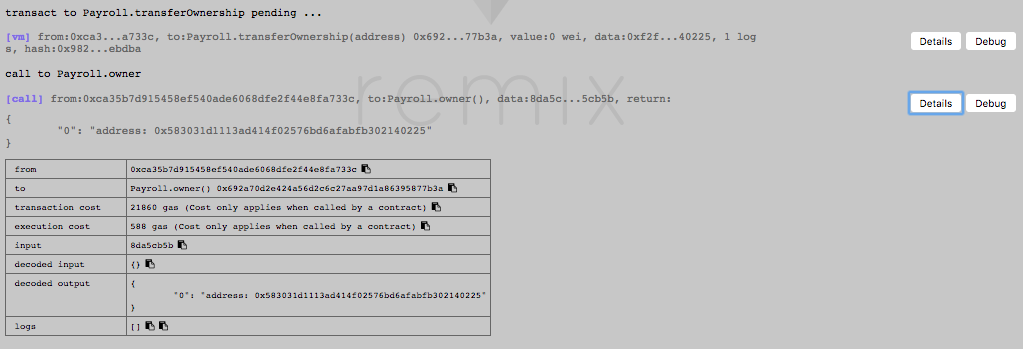 transact to Payroll.transferOwnership pending ...
[vm] from:0xca3...a733c, to:Payroll.transferOwnership(address) 0x692...77b3a, value:0 wei, data:0xf2f...40225, 1 log
s, hash:0x982...ebdba
Details Debug
call to Payroll.owner
remix
[call] from:0xca35b7d915458ef540ade6068dfe2f44e8fa733c, to:Payroll.owner(), data:8da5c...5cb5b, return:
Details Debug
{
"0": "address: 0x583031d1113ad414f02576bd6afabfb302140225"
}
from 0xca35b7d915458ef540ade6068dfe2f44e8fa733c
to Payroll.owner() 0x692a70d2e424a56d2c6c27aa97d1a86395877b3a
transaction cost 21860 gas (Cost only applies when called by a contract)
execution cost 588 gas (Cost only applies when called by a contract)
input 8da5cb5b
decoded input {}
decoded output {
"0": "address: 0x583031d1113ad414f02576bd6afabfb302140225"
}
logs []